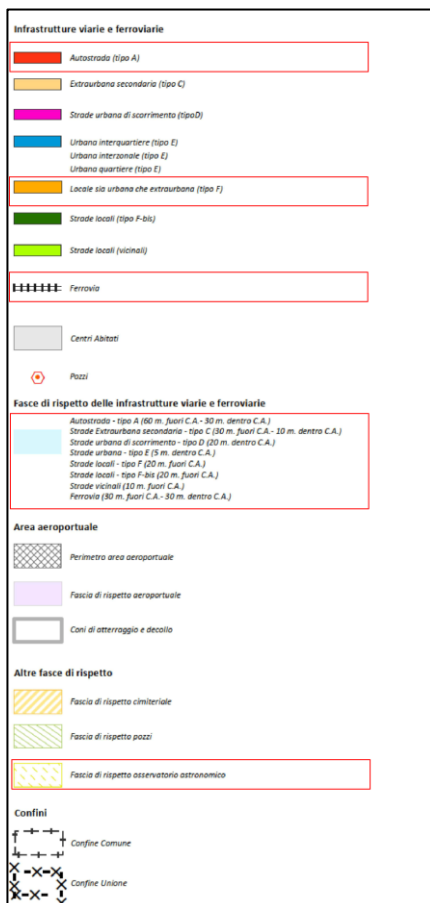 Infrastrutture viarie e ferroviarie
Autostrada (tipo A)
Extraurbana secondaria (tipo C)
Strade urbana di scorrimento (tipoD)
Urbana interquartiere (tipo E)
Urbana interzonale (tipo E)
Urbana quartiere (tipo E)
Locale sia urbana che extraurbana (tipo F)
Strade locali (tipo F-bis)
Strade locali (vicinali)
Ferrovia
Centri Abitati
Pozzi
Fasce di rispetto delle infrastrutture viarie e ferroviarie
Autostrada - tipo A (60 m. fuori C.A.- 30 m. dentro C.A.)
Strade Extraurbana secondaria - tipo C (30 m. fuori C.A.- 10 m. dentro C.A.)
Strade urbana di scorrimento - tipo D (20 m. dentro C.A.)
Strade urbana - tipo E (5 m. dentro C.A.)
Strade locali - tipo F (20 m. fuori C.A.)
Strade locali - tipo F-bis (20 m. fuori C.A.)
Strade vicinali (10 m. fuori C.A.)
Ferrovia (30 m. fuori C.A.- 30 m. dentro C.A.)
Area aeroportuale
Perimetro area aeroportuale
Fascia di rispetto aeroportuale
Coni di atterraggio e decollo
Altre fasce di rispetto
Fascia di rispetto cimiteriale
Fascia di rispetto pozzi
Fascia di rispetto osservatorio astronomico
Confini
Confine Comune
Confine Unione